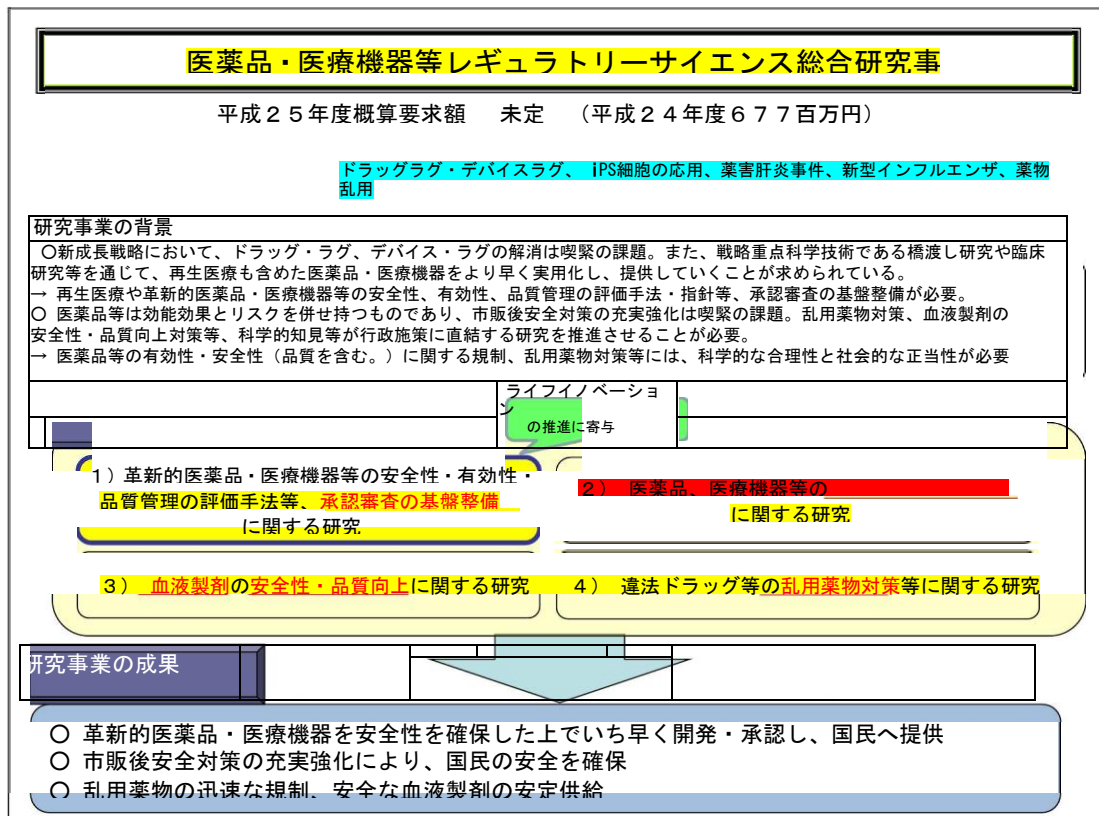 医薬品・医療機器等レギュラトリーサイエンス総合研究事
平成２５年度概算要求額　未定　（平成２４年度６７７百万円）
ドラッグラグ・デバイスラグ、 iPS細胞の応用、薬害肝炎事件、新型インフルエンザ、薬物
乱用
研究事業の背景
○新成長戦略において、ドラッグ・ラグ、デバイス・ラグの解消は喫緊の課題。また、戦略重点科学技術である橋渡し研究や臨床
研究等を通じて、再生医療も含めた医薬品・医療機器をより早く実用化し、提供していくことが求められている。
→ 再生医療や革新的医薬品・医療機器等の安全性、有効性、品質管理の評価手法・指針等、承認審査の基盤整備が必要。
○ 医薬品等は効能効果とリスクを併せ持つものであり、市販後安全対策の充実強化は喫緊の課題。乱用薬物対策、血液製剤の
安全性・品質向上対策等、科学的知見等が行政施策に直結する研究を推進させることが必要。
→ 医薬品等の有効性・安全性（品質を含む。）に関する規制、乱用薬物対策等には、科学的な合理性と社会的な正当性が必要
ライフイノベーショ
ン
の推進に寄与
１）革新的医薬品・医療機器等の安全性・有効性・
品質管理の評価手法等、承認審査の基盤整備
に関する研究
２） 医薬品、医療機器等の
に関する研究
３） 血液製剤の安全性・品質向上に関する研究
４） 違法ドラッグ等の乱用薬物対策等に関する研究
研究事業の成果
○ 革新的医薬品・医療機器を安全性を確保した上でいち早く開発・承認し、国民へ提供
○ 市販後安全対策の充実強化により、国民の安全を確保
○ 乱用薬物の迅速な規制、安全な血液製剤の安定供給